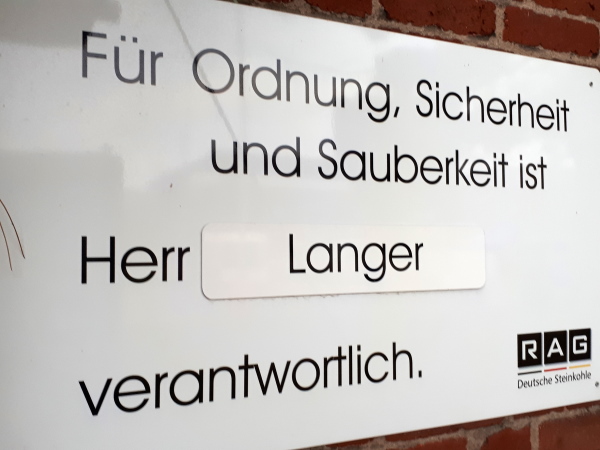 Für Ordnung, Sicherheit
und Sauberkeit ist
Herr Langer
verantwortlich.
RAG
Deutsche Steinkohle